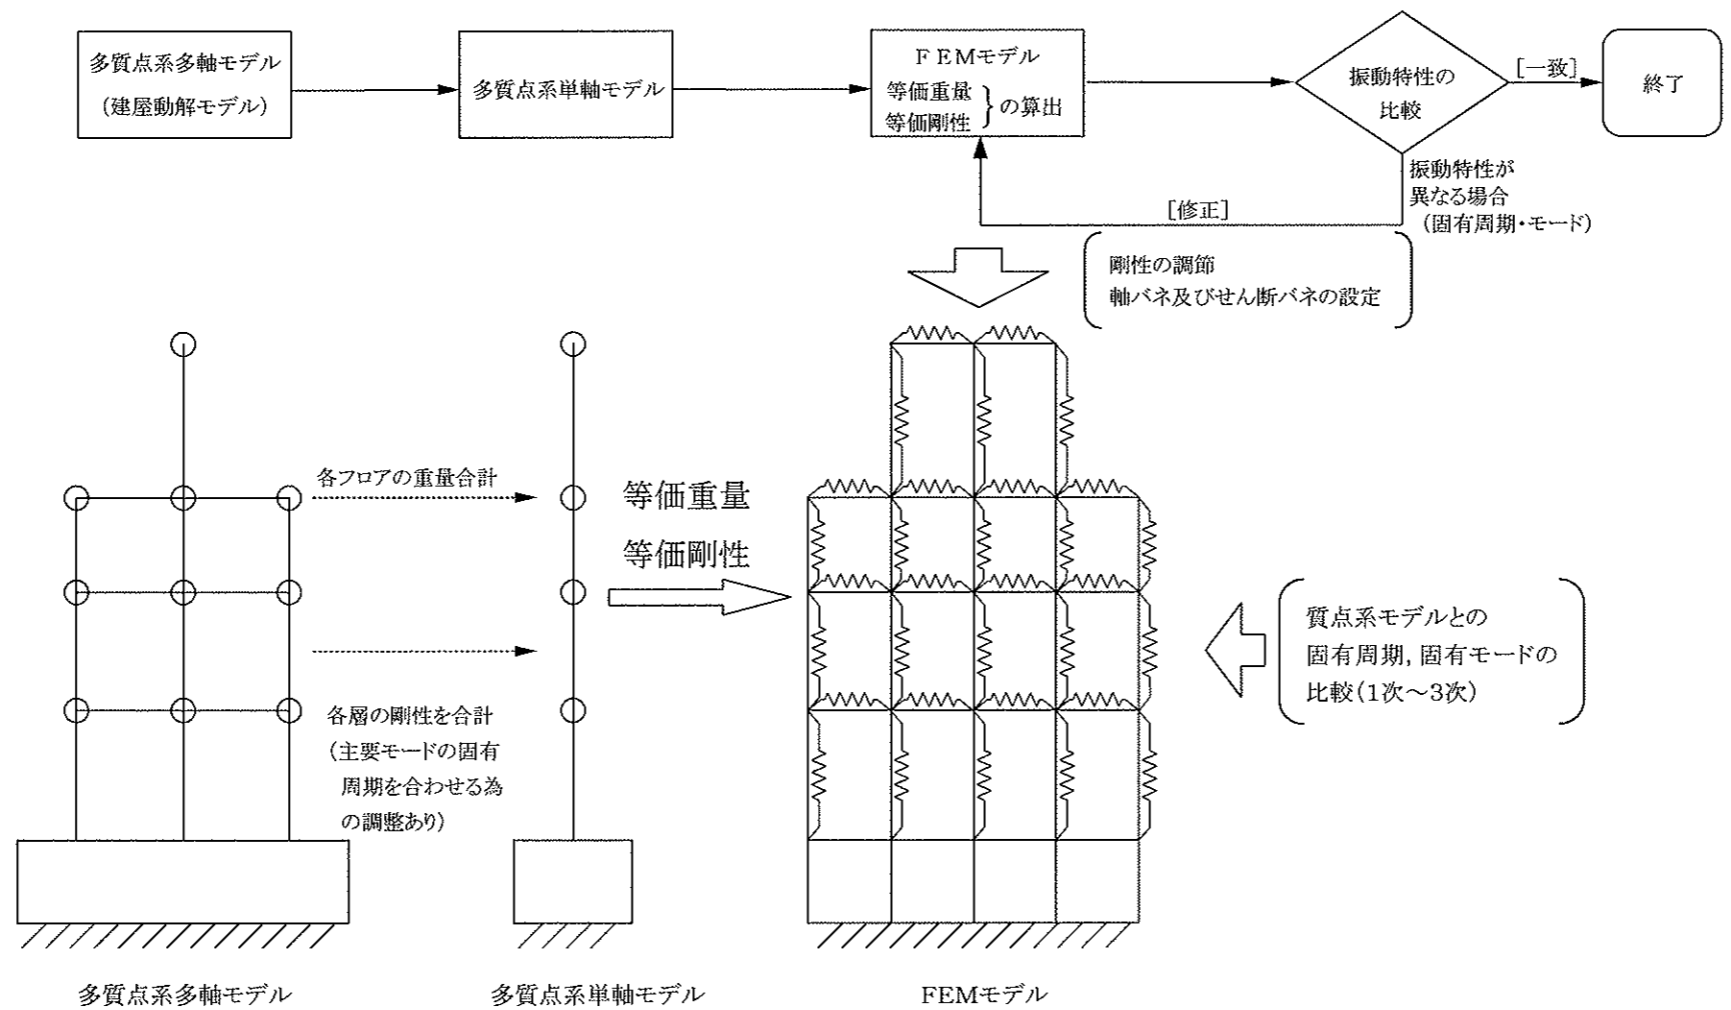 多質点系多軸モデル
(建屋動解モデル)
多質点系単軸モデル
FEMモデル
等価重量
等価剛性
}の算出
振動特性の
比較
[一致]
終了
振動特性が
異なる場合
(固有周期・モード)
[修正]
剛性の調節
軸バネ及びせん断バネの設定
各フロアの重量合計
等価重量
等価剛性
各層の剛性を合計
(主要モードの固有
周期を合わせる為
の調整あり)
質点系モデルとの
固有周期,固有モードの
比較(1次～3次)
多質点系多軸モデル
多質点系単軸モデル
FEMモデル